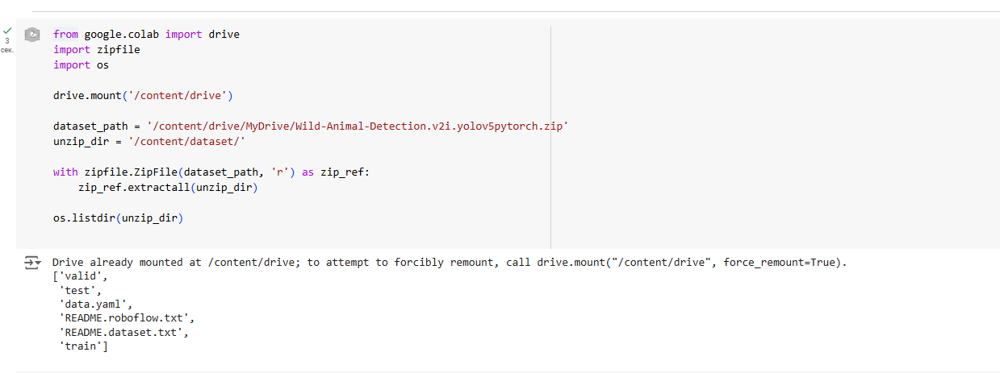 from google.colab import drive
3
сек.
import zipfile
import os
drive.mount('/content/drive')
dataset_path = '/content/drive/MyDrive/Wild-Animal-Detection.v2i.yolov5pytorch.zip'
unzip_dir = '/content/dataset/'
with zipfile.ZipFile(dataset_path, 'r') as zip_ref:
    zip_ref.extractall(unzip_dir)
os.listdir(unzip_dir)
Drive already mounted at /content/drive; to attempt to forcibly remount, call drive.mount("/content/drive", force_remount=True).
['valid',
 'test',
 'data.yaml',
 'README.roboflow.txt',
 'README.dataset.txt',
 'train']